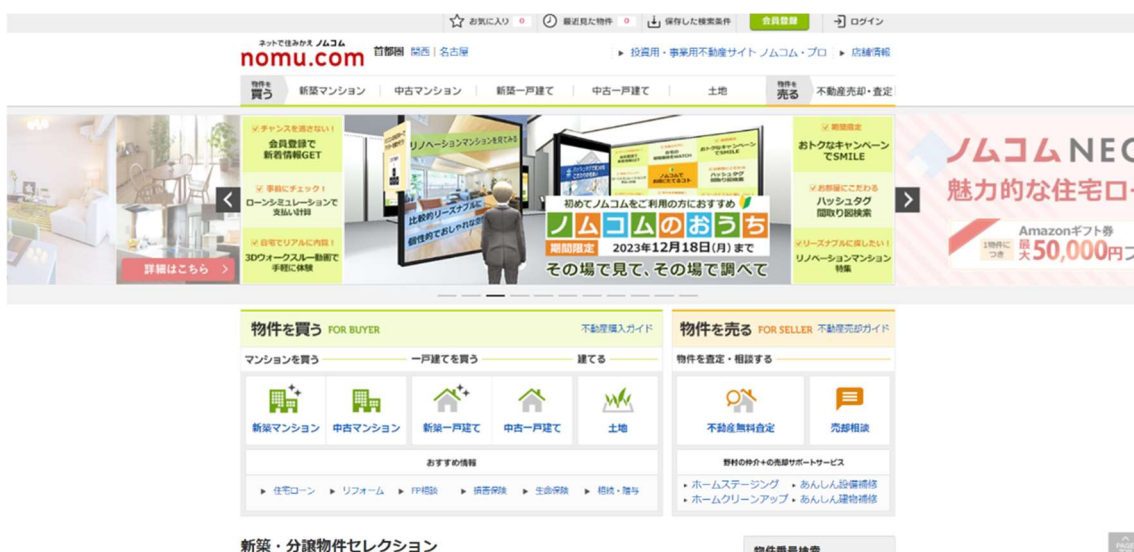 お気に入り 0 最近見た物件 0 保存した検索条件 会員登録 ログイン
ネットで住みかえ ノムコム
nomu.com 首都圏 関西 名古屋
投資用・事業用不動産サイト ノムコム・プロ 店舗情報
物件を
買う 新築マンション 中古マンション 新築一戸建て 中古一戸建て 土地
物件を
売る 不動産売却・査定
チャンスを逃さない！
会員登録で
新着情報GET
事前にチェック！
ローンシミュレーションで
支払い計算
自宅でリアルに内覧！
3Dウォークスルー動画で
手軽に体験
詳細はこちら
リノベーションマンションを見てみる
比較的リーズナブルに
個性的でおしゃれな
初めてノムコムをご利用の方におすすめ
ノムコムのおうち
期間限定 2023年12月18日(月)まで
その場で見て、その場で調べて
期間限定
おトクなキャンペーン
でSMILE
お部屋にこだわる
ハッシュタグ
間取り図検索
リーズナブルに探したい！
リノベーションマンション
特集
ノムコム NEO
魅力的な住宅ロ
Amazonギフト券
1物件に
つき 最大50,000円
物件を買う FOR BUYER 不動産購入ガイド
マンションを買う 一戸建てを買う 建てる
新築マンション 中古マンション 新築一戸建て 中古一戸建て 土地
おすすめ情報
住宅ローン リフォーム FP相談 損害保険 生命保険 相続・贈与
物件を売る FOR SELLER 不動産売却ガイド
物件を査定・相談する
不動産無料査定 売却相談
野村の仲介+の売却サポートサービス
ホームステージング あんしん設備補修
ホームクリーンアップ あんしん建物補修
新築・分譲物件セレクション
物件番号検索
PAGE